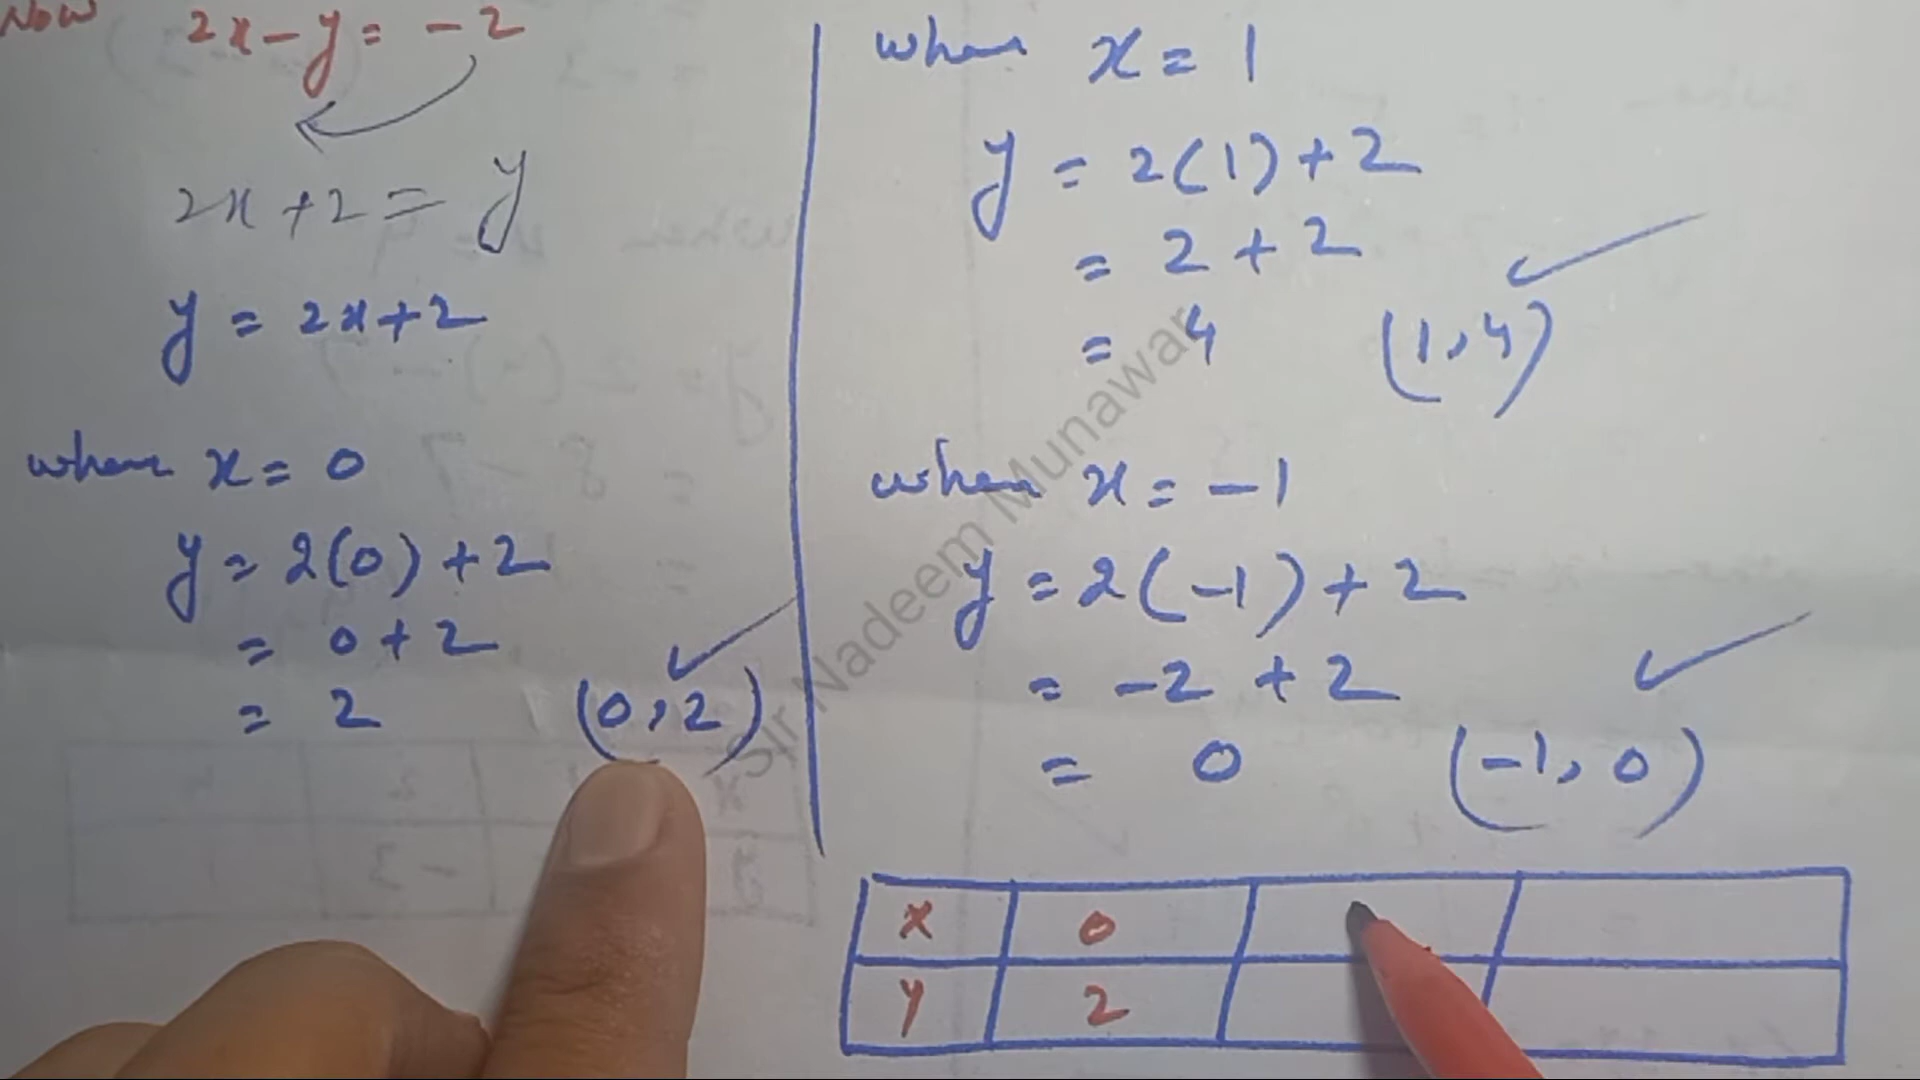 Now 2x - y = -2
2x + 2 = y
y = 2x + 2
when x = 0
y = 2(0) + 2
= 0 + 2
= 2 (0, 2)
when x = 1
y = 2(1) + 2
= 2 + 2
= 4 (1, 4)
when x = -1
y = 2(-1) + 2
= -2 + 2
= 0 (-1, 0)
x 0
y 2
Sir Nadeem Munawar